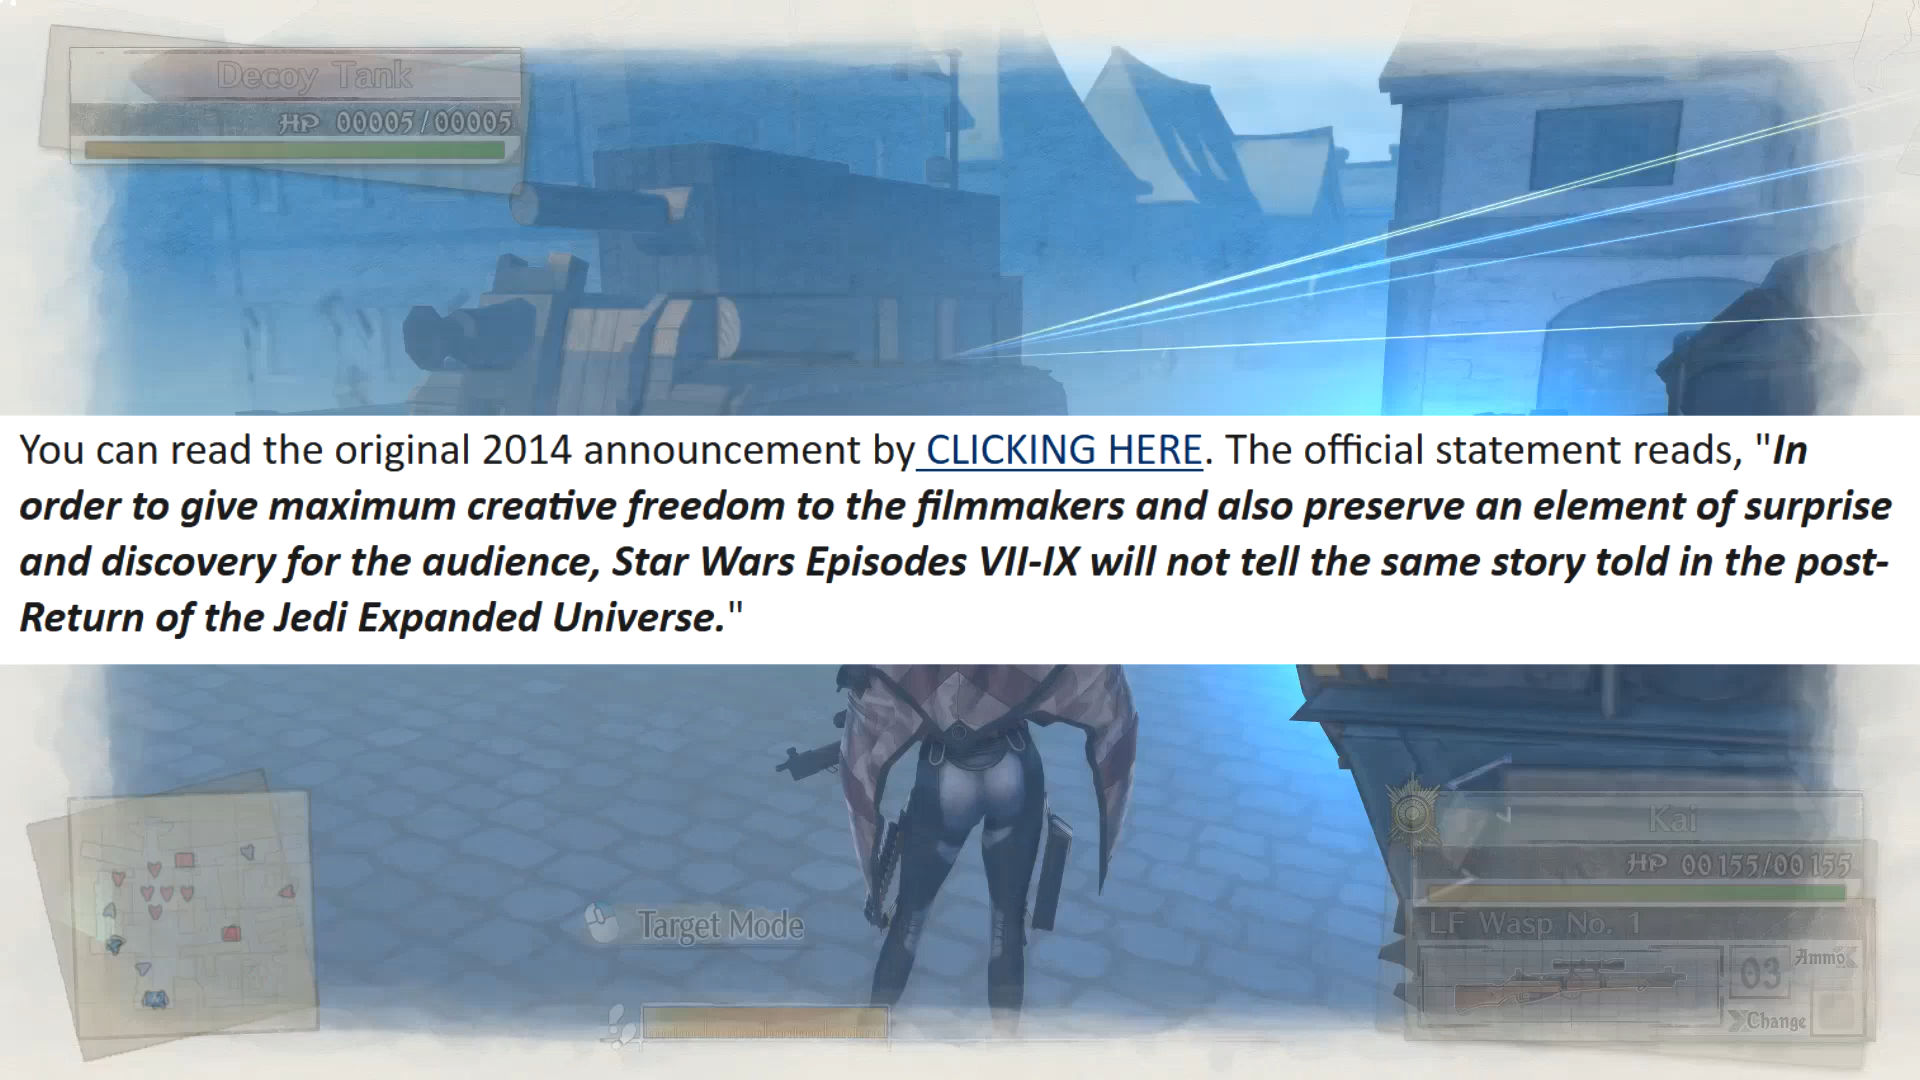 Decoy Tank
HP 00005/00005
You can read the original 2014 announcement by CLICKING HERE. The official statement reads, "In
order to give maximum creative freedom to the filmmakers and also preserve an element of surprise
and discovery for the audience, Star Wars Episodes VII-IX will not tell the same story told in the post-
Return of the Jedi Expanded Universe."
Target Mode
Kai
HP 00155/00155
LF Wasp No. 1
03 Ammo
Change